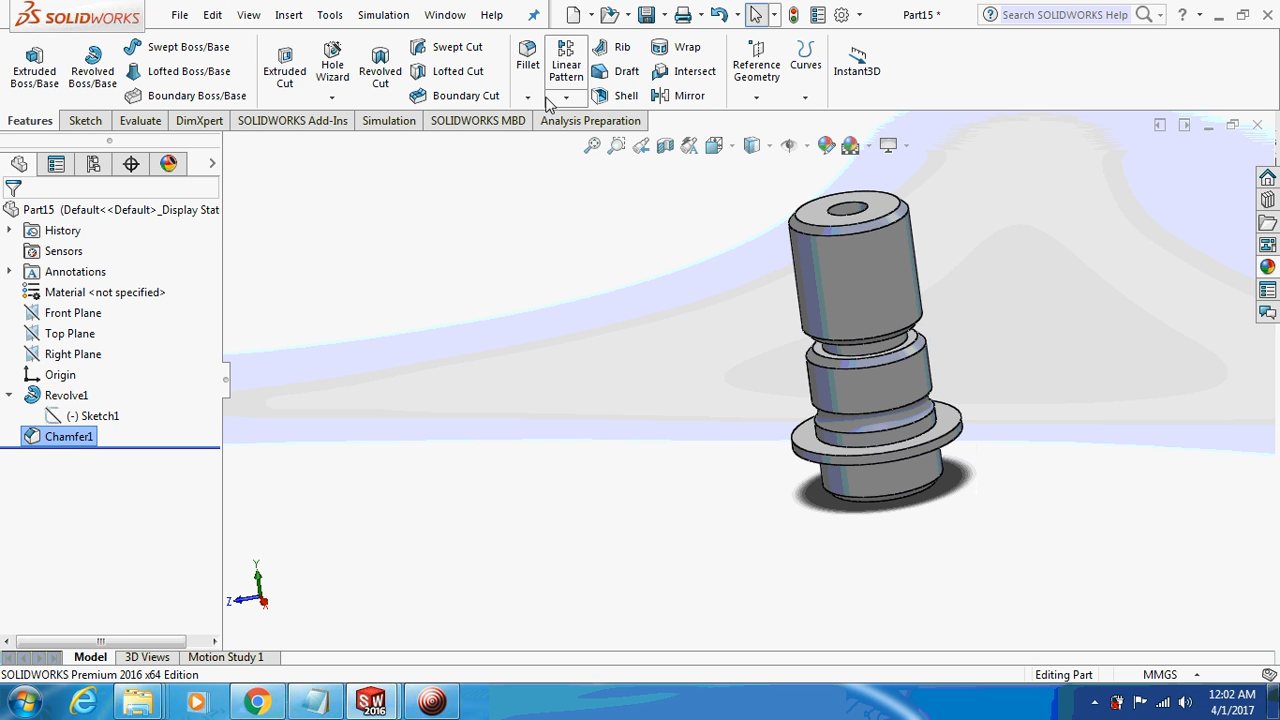 SOLIDWORKS File Edit View Insert Tools Simulation Window Help Part15 * Search SOLIDWORKS Help ?
Extruded Boss/Base
Revolved Boss/Base
Swept Boss/Base
Lofted Boss/Base
Boundary Boss/Base
Extruded Cut
Hole Wizard
Revolved Cut
Swept Cut
Lofted Cut
Boundary Cut
Fillet
Linear Pattern
Rib
Draft
Shell
Wrap
Intersect
Mirror
Reference Geometry
Curves
Instant3D
Features Sketch Evaluate DimXpert SOLIDWORKS Add-Ins Simulation SOLIDWORKS MBD Analysis Preparation
Part15 (Default<<Default>_Display Stat
History
Sensors
Annotations
Material <not specified>
Front Plane
Top Plane
Right Plane
Origin
Revolve1
(-) Sketch1
Chamfer1
Y
Z
Model 3D Views Motion Study 1
SOLIDWORKS Premium 2016 x64 Edition Editing Part MMGS
SW 2016
12:02 AM
4/1/2017